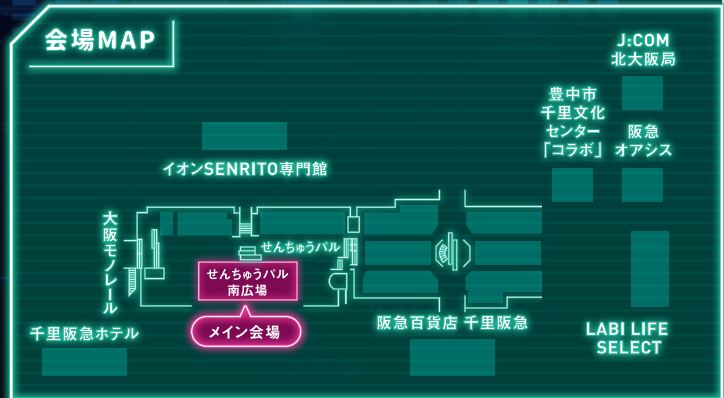 会場MAP
J:COM
北大阪局
豊中市
千里文化
センター
「コラボ」
阪急
オアシス
イオンSENRITO専門館
大阪モノレール
せんちゅうパル
せんちゅうパル
南広場
メイン会場
千里阪急ホテル
阪急百貨店 千里阪急
LABI LIFE
SELECT